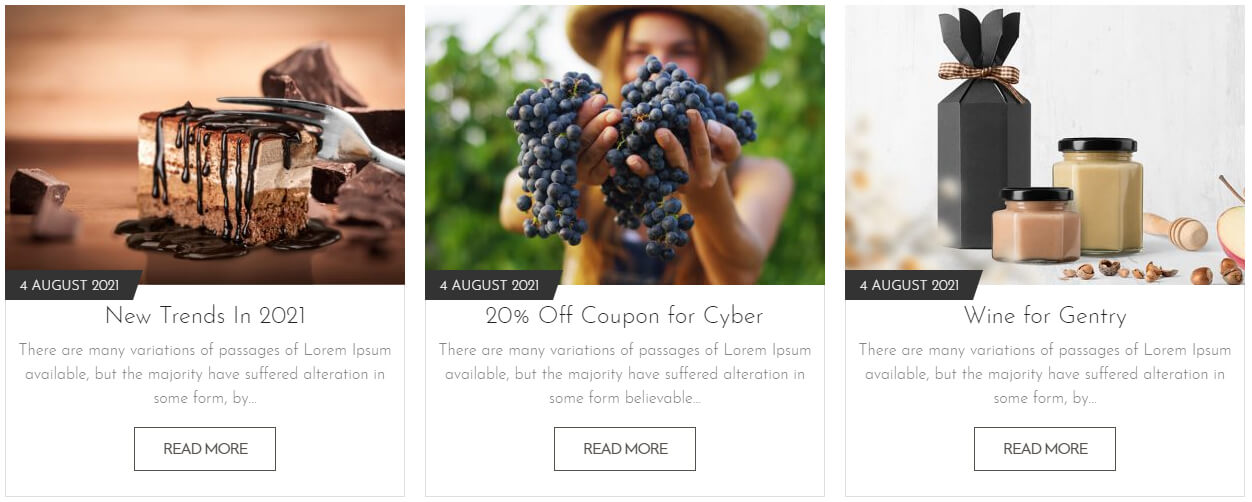 4 AUGUST 2021
New Trends In 2021
There are many variations of passages of Lorem Ipsum
available, but the majority have suffered alteration in
some form, by...
READ MORE
4 AUGUST 2021
20% Off Coupon for Cyber
There are many variations of passages of Lorem Ipsum
available, but the majority have suffered alteration in
some form believable...
READ MORE
4 AUGUST 2021
Wine for Gentry
There are many variations of passages of Lorem Ipsum
available, but the majority have suffered alteration in
some form, by...
READ MORE